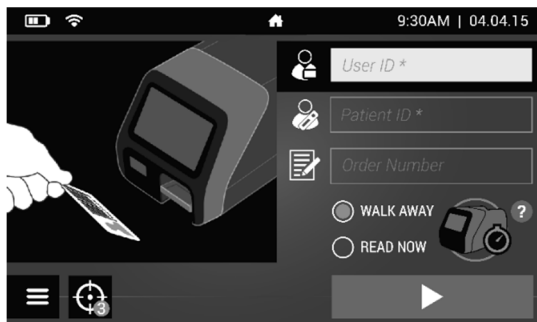 9:30AM | 04.04.15
User ID *
Patient ID *
Order Number
WALK AWAY
?
READ NOW
3